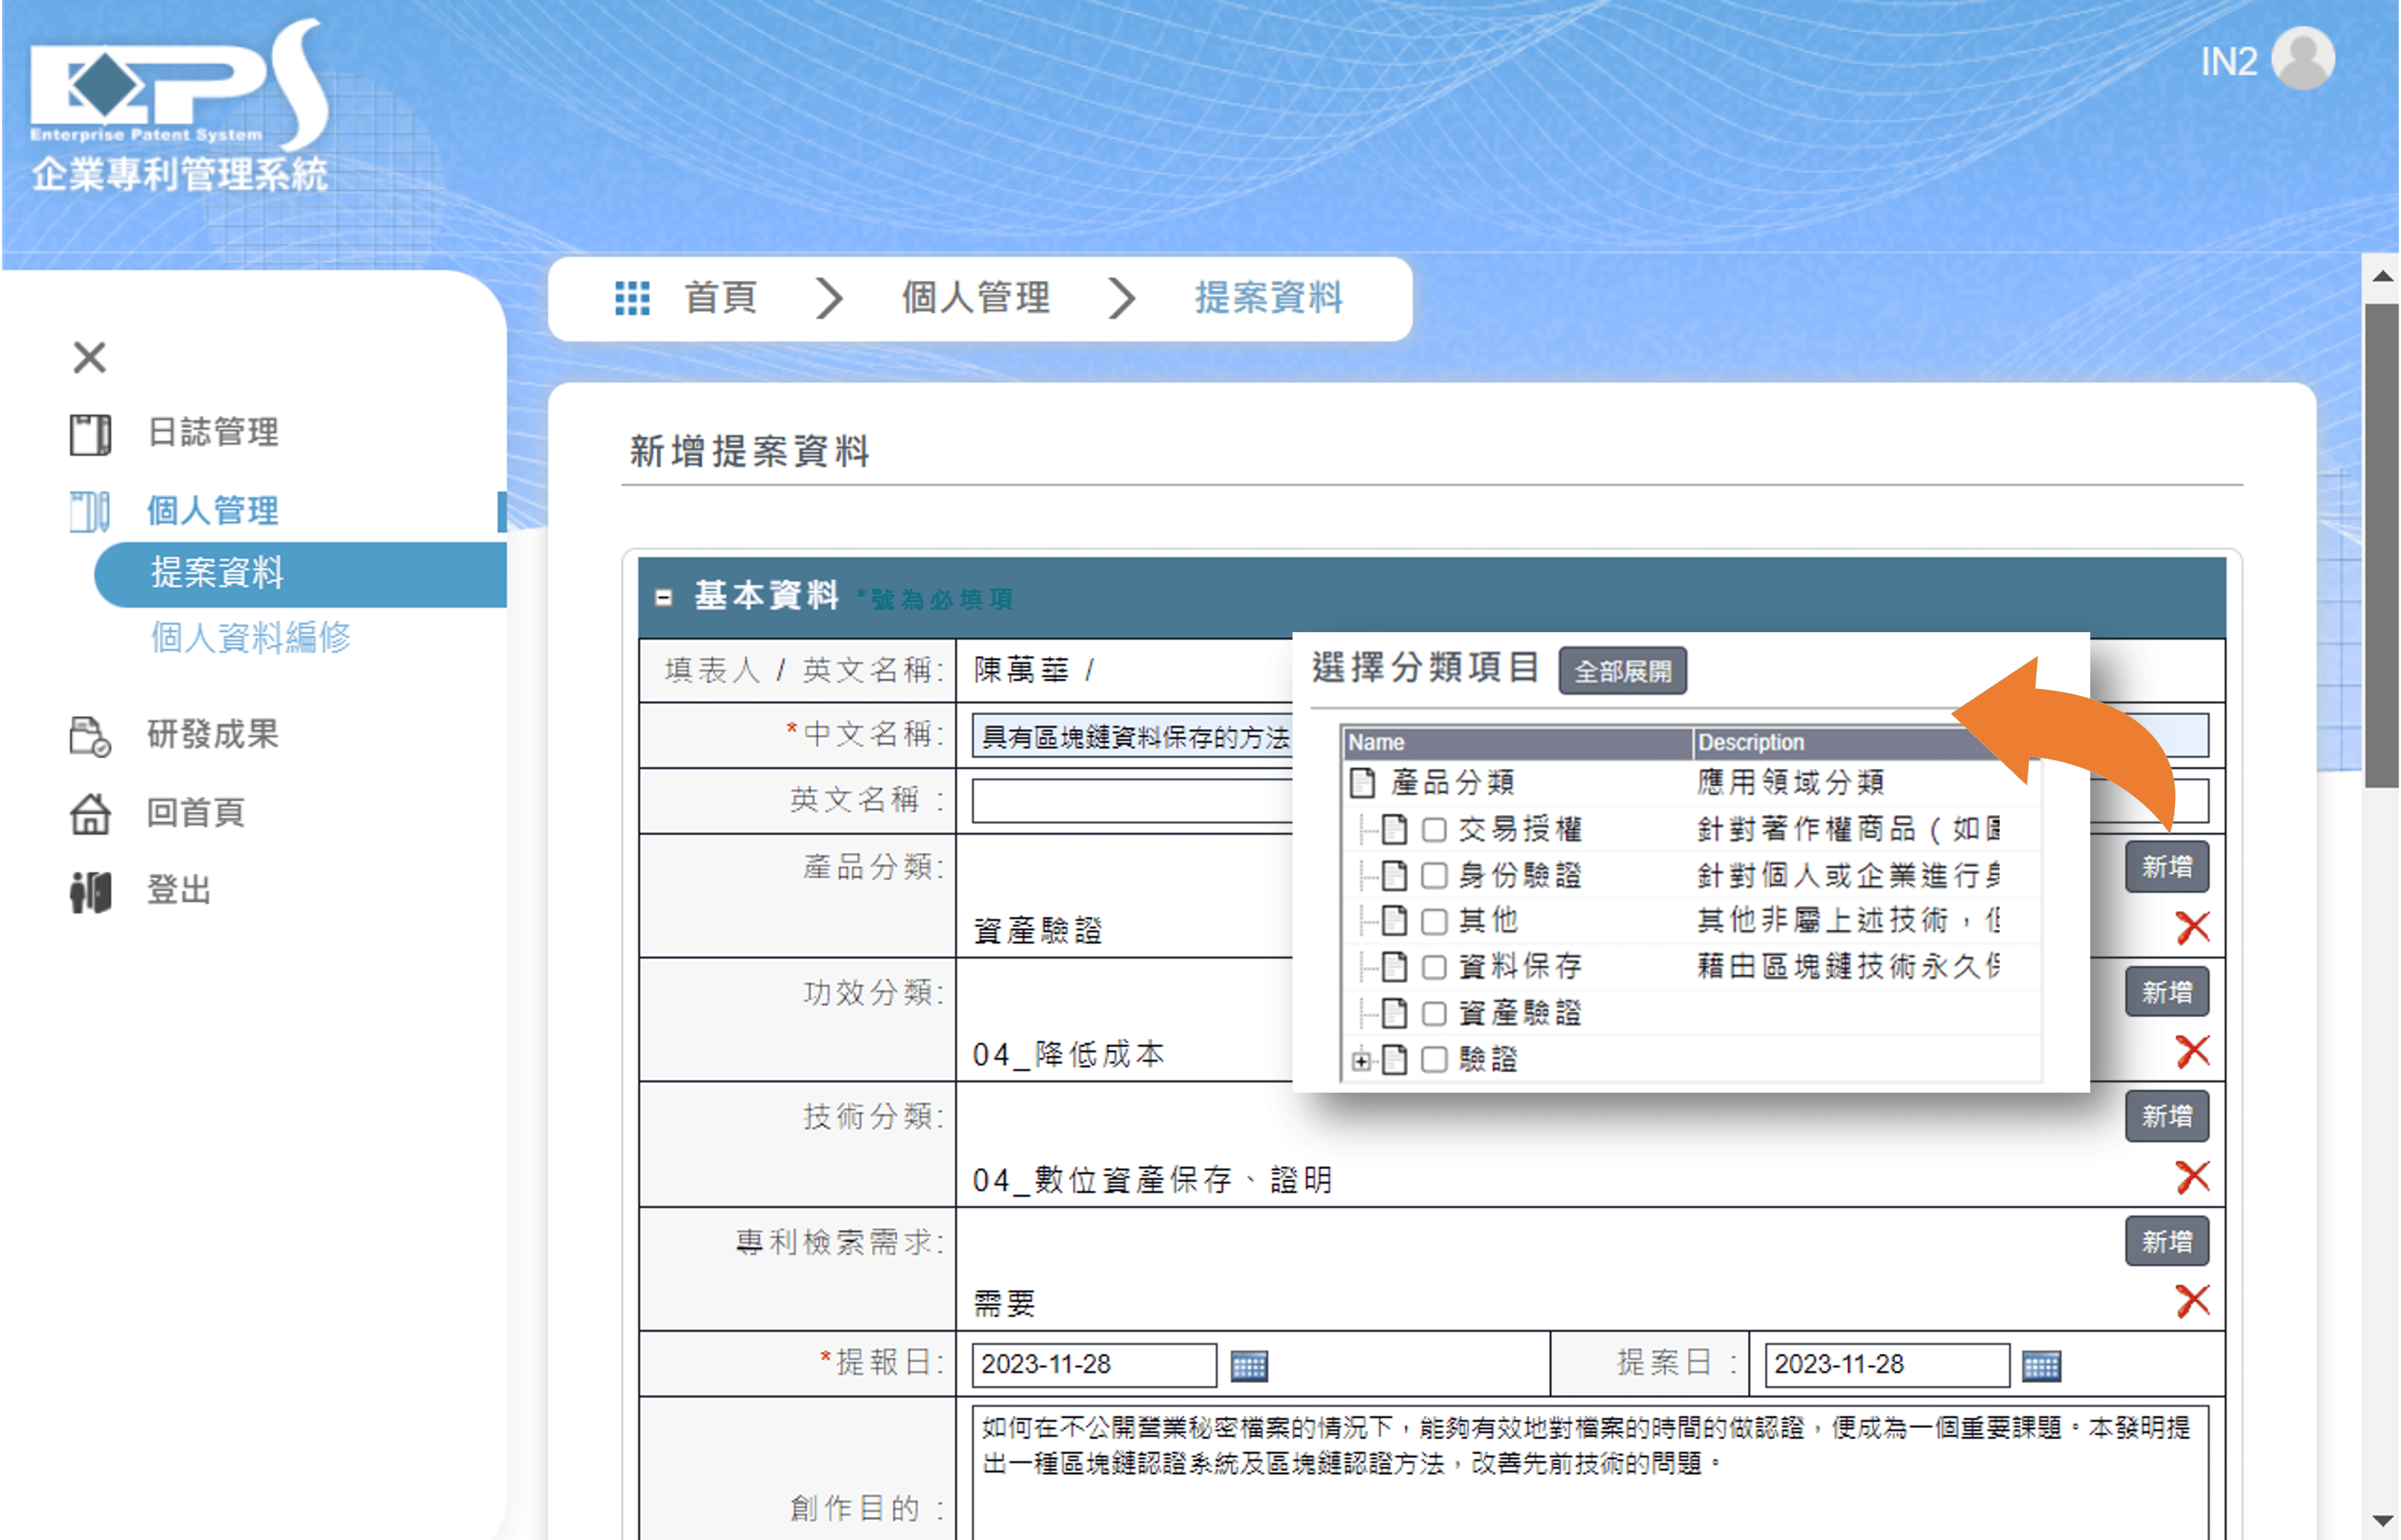 EPS
Enterprise Patent System
企業專利管理系統
IN2
首頁
個人管理
提案資料
日誌管理
個人管理
提案資料
個人資料編修
研發成果
回首頁
登出
新增提案資料
基本資料 *號為必填項
填表人 / 英文名稱: 陳萬華 /
*中文名稱: 具有區塊鏈資料保存的方法
英文名稱 :
產品分類: 新增
資產驗證
功效分類: 新增
04_降低成本
技術分類: 新增
04_數位資產保存、證明
專利檢索需求: 新增
需要
*提報日: 2023-11-28 提案日 : 2023-11-28
創作目的 :
如何在不公開營業秘密檔案的情況下，能夠有效地對檔案的時間的做認證，便成為一個重要課題。本發明提
出一種區塊鏈認證系統及區塊鏈認證方法，改善先前技術的問題。
選擇分類項目 全部展開
Name Description
產品分類 應用領域分類
交易授權 針對著作權商品（如
身份驗證 針對個人或企業進行
其他 其他非屬上述技術，
資料保存 藉由區塊鏈技術永久
資產驗證
驗證